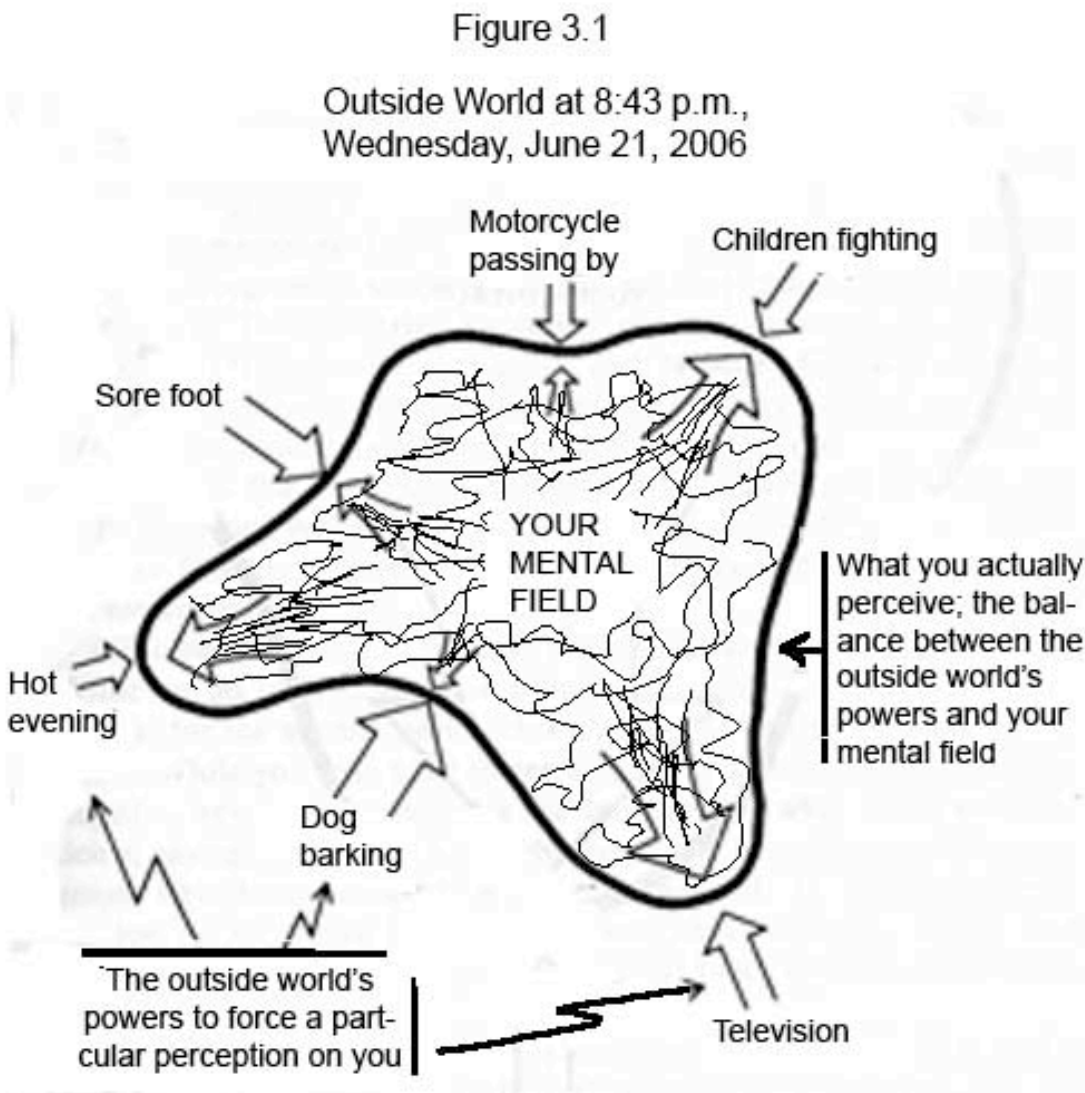 Figure 3.1
Outside World at 8:43 p.m.,
Wednesday, June 21, 2006
Motorcycle
passing by
Children fighting
Sore foot
YOUR
MENTAL
FIELD
What you actually
perceive; the bal-
ance between the
outside world's
powers and your
mental field
Hot
evening
Dog
barking
The outside world's
powers to force a part-
cular perception on you
Television